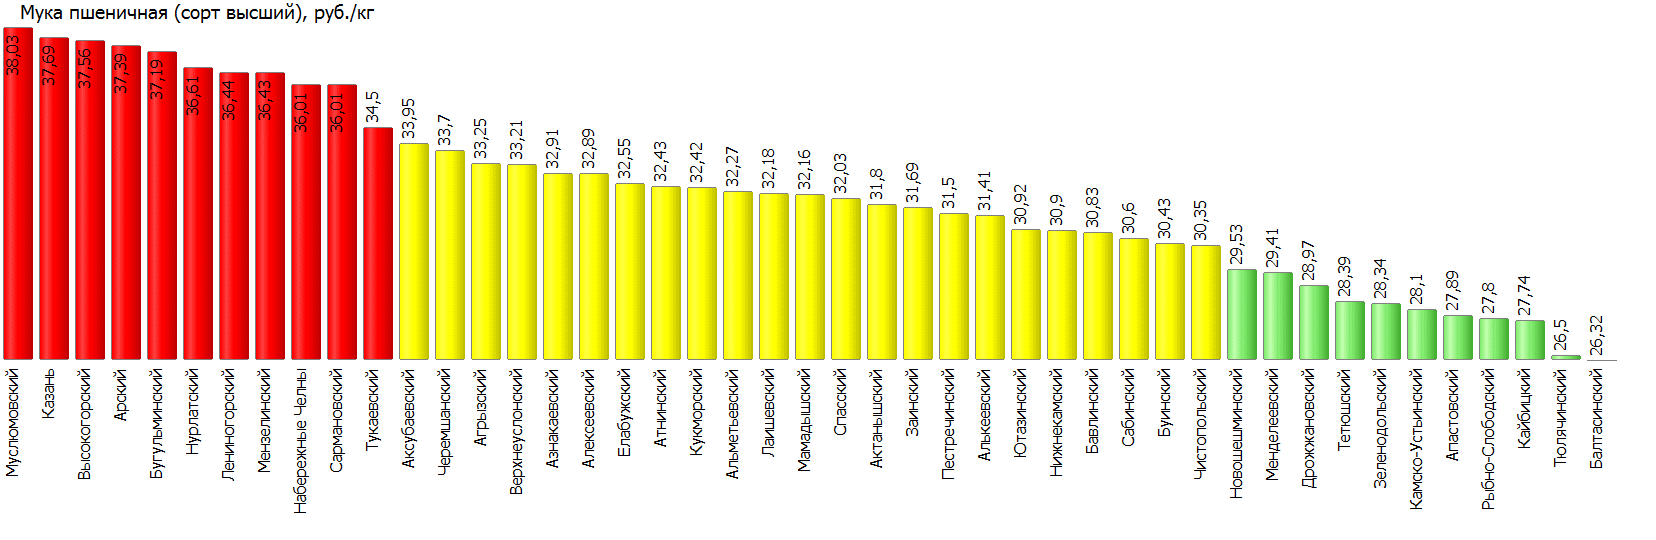 Мука пшеничная (сорт высший), руб./кг
38,03
37,69
37,56
37,39
37,19
36,61
36,44
36,43
36,01
36,01
34,5
33,95
33,7
33,25
33,21
32,91
32,89
32,55
32,43
32,42
32,27
32,18
32,16
32,03
31,8
31,69
31,5
31,41
30,92
30,9
30,83
30,6
30,43
30,35
29,53
29,41
28,97
28,39
28,34
28,1
27,89
27,8
27,74
26,5
26,32
Муслюмовский
Казань
Высокогорский
Арский
Бугульминский
Нурлатский
Лениногорский
Мензелинский
Набережные Челны
Сармановский
Тукаевский
Аксубаевский
Черемшанский
Агрызский
Верхнеуслонский
Азнакаевский
Алексеевский
Елабужский
Атнинский
Кукморский
Альметьевский
Лаишевский
Мамадышский
Спасский
Актанышский
Заинский
Пестречинский
Алькеевский
Ютазинский
Нижнекамский
Бавлинский
Сабинский
Буинский
Чистопольский
Новошешминский
Менделеевский
Дрожжановский
Тетюшский
Зеленодольский
Камско-Устьинский
Апастовский
Рыбно-Слободский
Кайбицкий
Тюлячинский
Балтасинский